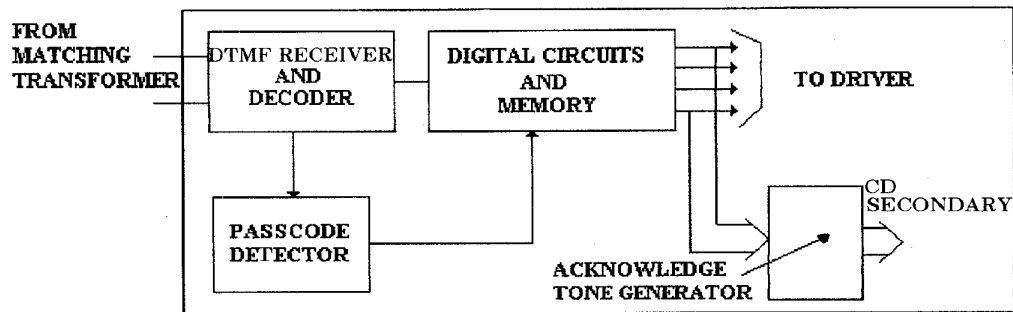 FROM
MATCHING
TRANSFORMER
DTMF RECEIVER
AND
DECODER
DIGITAL CIRCUITS
AND
MEMORY
TO DRIVER
PASSCODE
DETECTOR
CD
SECONDARY
ACKNOWLEDGE
TONE GENERATOR